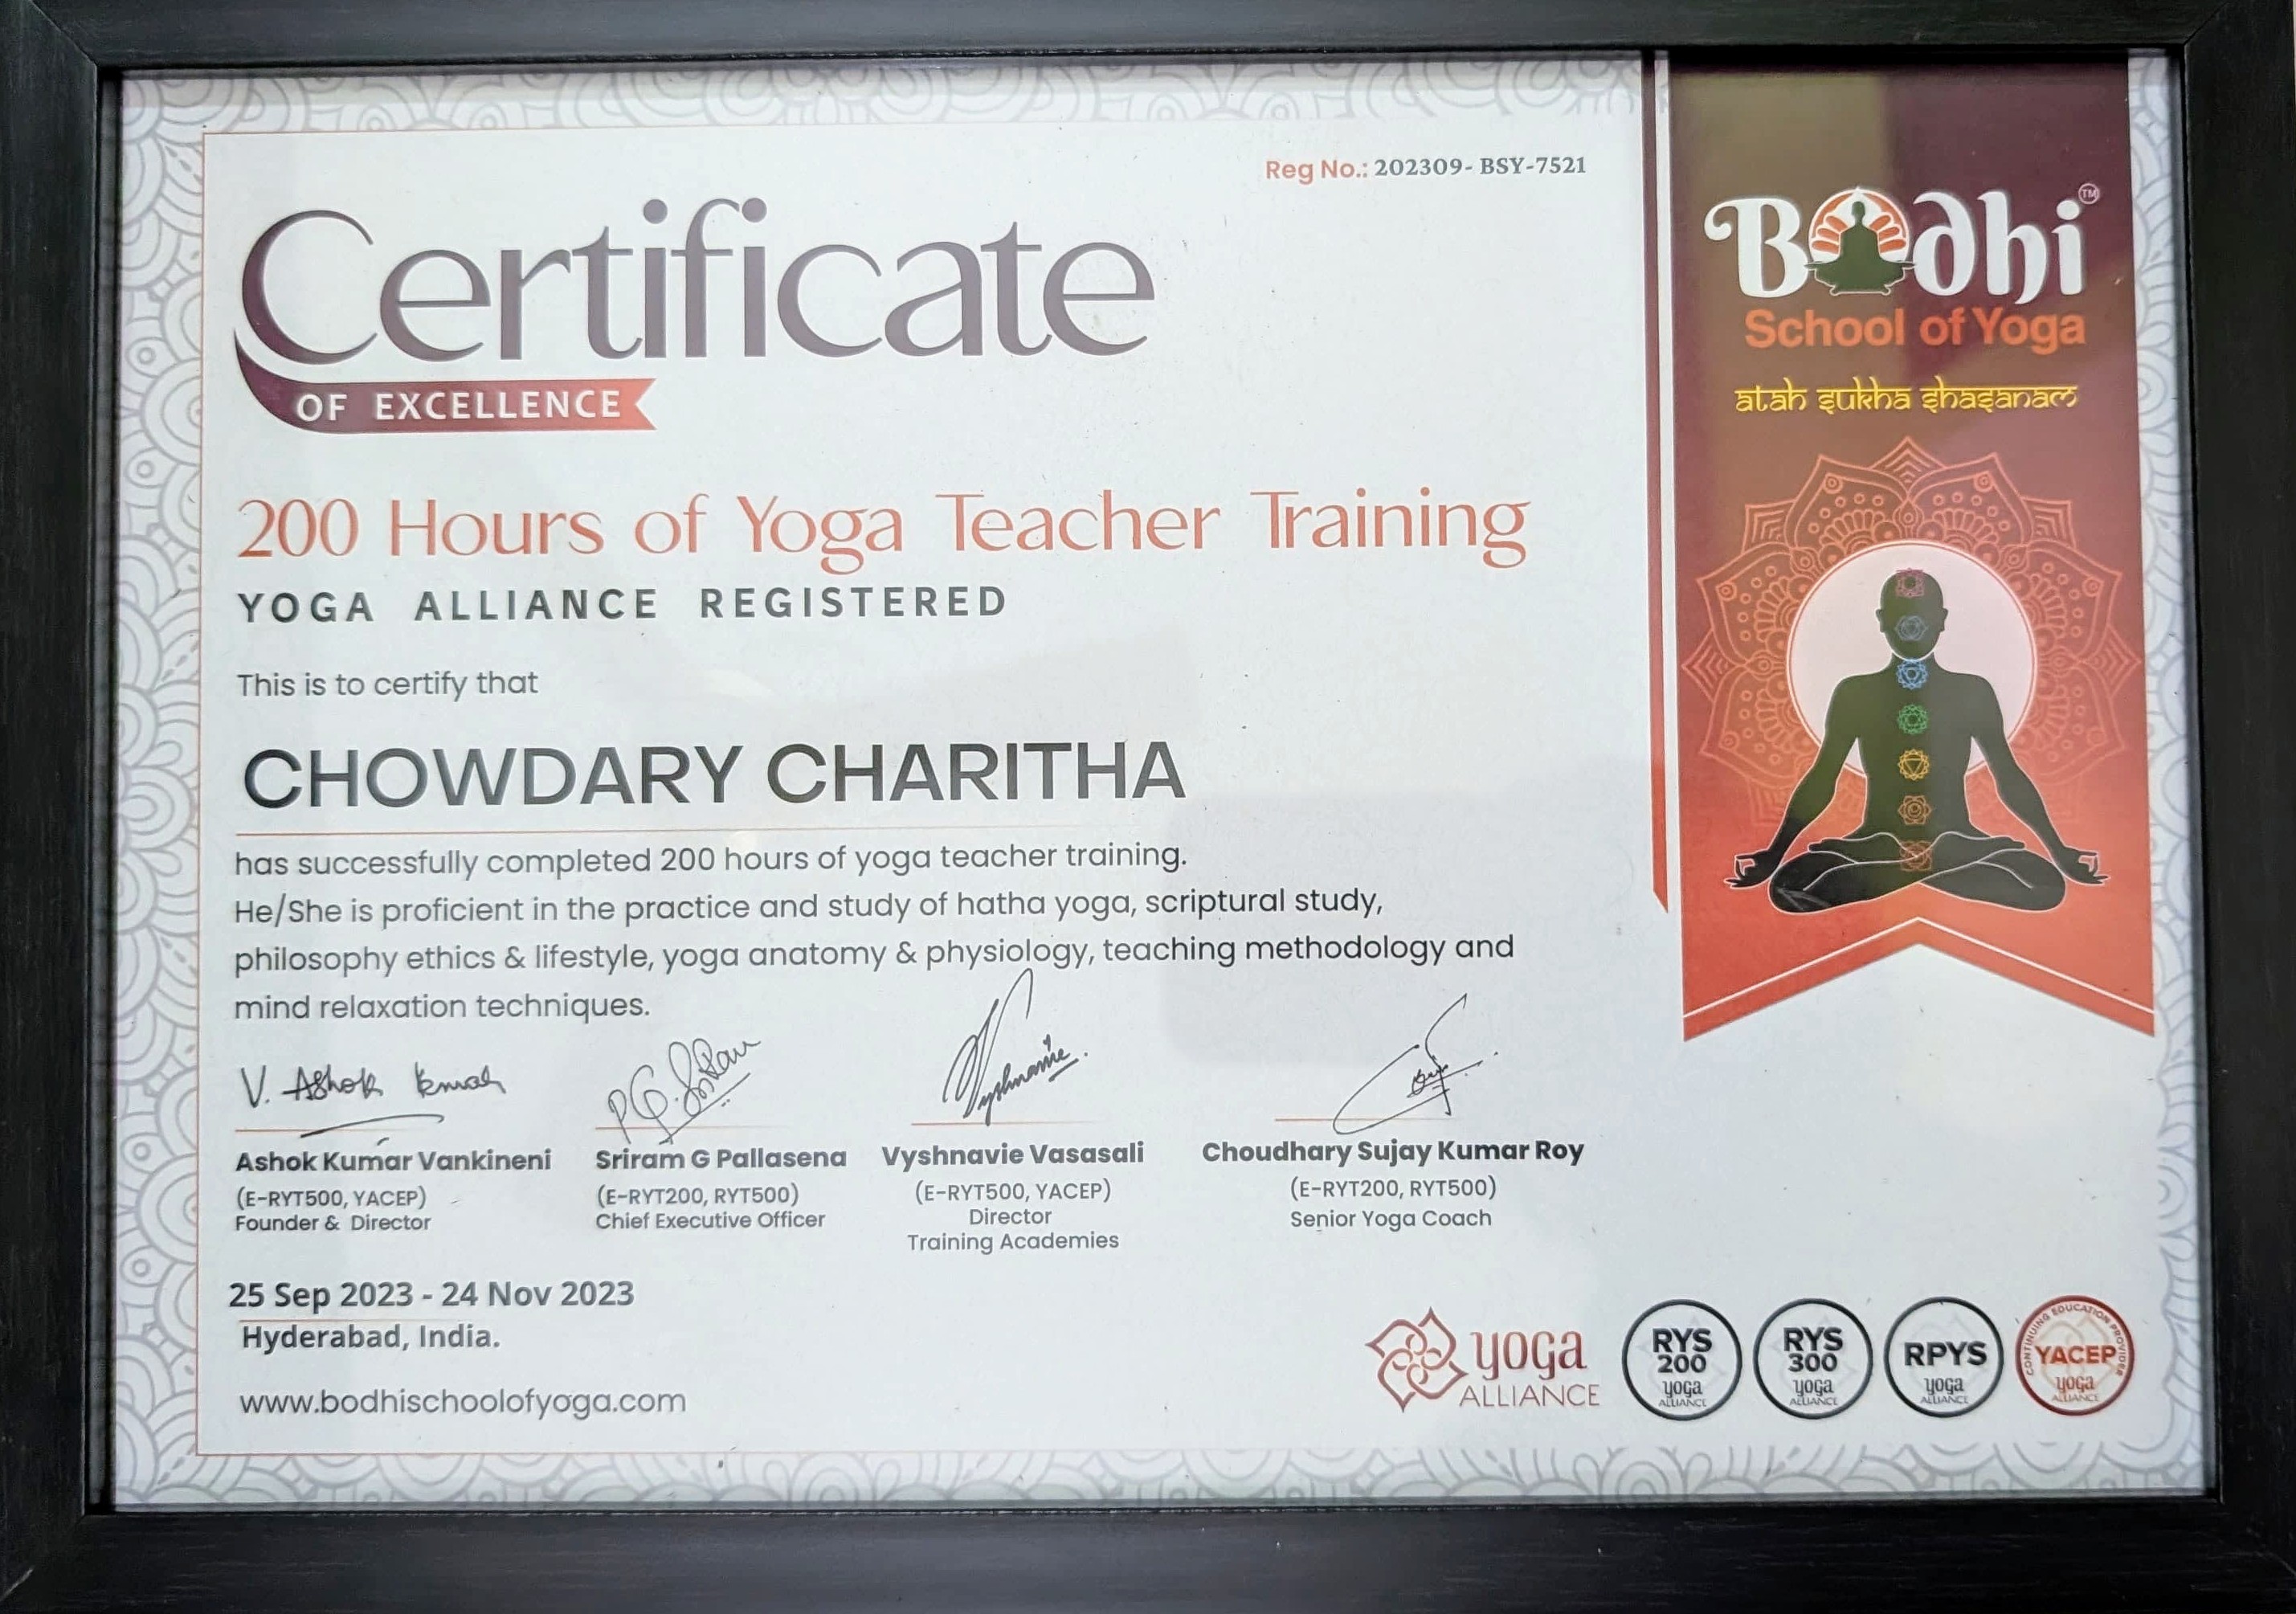 Reg No.: 202309- BSY-7521
Certificate
OF EXCELLENCE
200 Hours of Yoga Teacher Training
YOGA ALLIANCE REGISTERED
This is to certify that
CHOWDARY CHARITHA
has successfully completed 200 hours of yoga teacher training.
He/She is proficient in the practice and study of hatha yoga, scriptural study,
philosophy ethics & lifestyle, yoga anatomy & physiology, teaching methodology and
mind relaxation techniques.
V. Ashok Kumar
Ashok Kumar Vankineni
(E-RYT500, YACEP)
Founder & Director
Sriram G Pallasena
(E-RYT200, RYT500)
Chief Executive Officer
Vyshnavie
Vyshnavie Vasasali
(E-RYT500, YACEP)
Director
Training Academies
Choudhary Sujay Kumar Roy
(E-RYT200, RYT500)
Senior Yoga Coach
25 Sep 2023 - 24 Nov 2023
Hyderabad, India.
www.bodhischoolofyoga.com
Bodhi TM
School of Yoga
atah sukha shasanam
yoga
ALLIANCE
RYS
200
yoga
ALLIANCE
RYS
300
yoga
ALLIANCE
RPYS
yoga
ALLIANCE
CONTINUING EDUCATION PROVIDER
YACEP
yoga
ALLIANCE